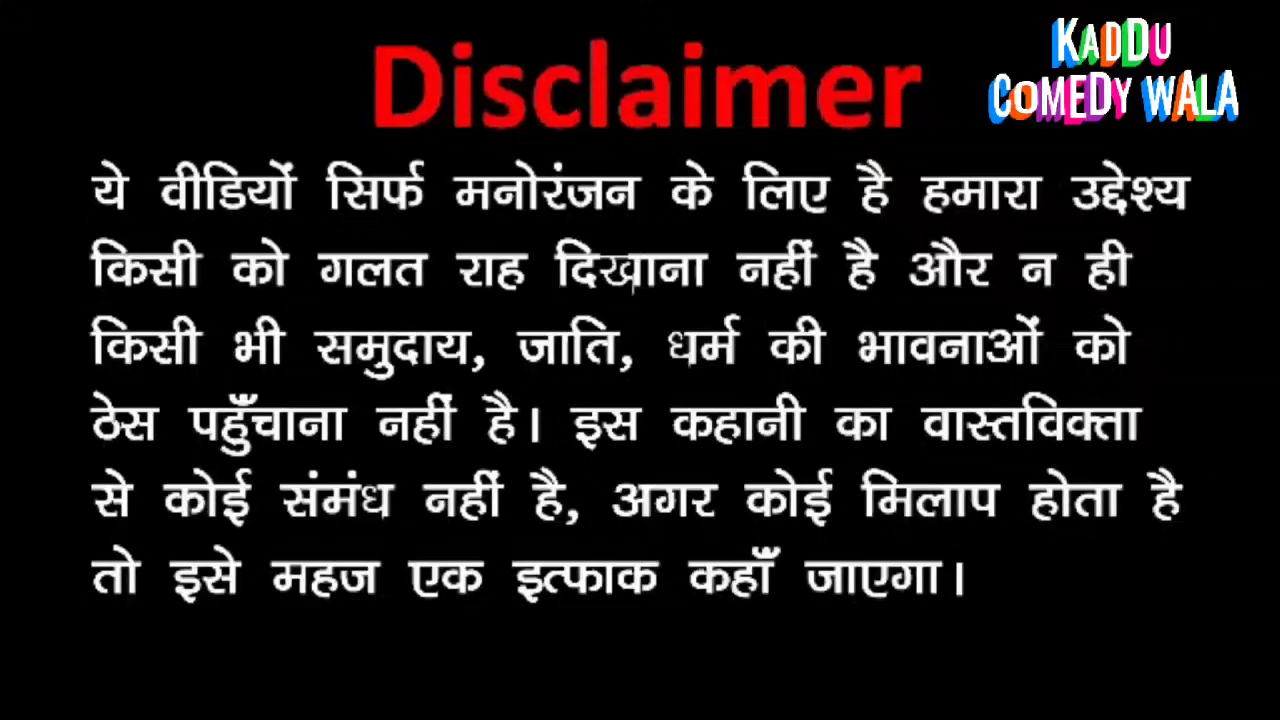 Disclaimer
KADDU
COMEDY WALA
ये वीडियों सिर्फ मनोरंजन के लिए है हमारा उद्देश्य
किसी को गलत राह दिखाना नहीं है और न ही
किसी भी समुदाय, जाति, धर्म की भावनाओं को
ठेस पहुँचाना नहीं है। इस कहानी का वास्तविक्ता
से कोई संमंध नहीं है, अगर कोई मिलाप होता है
तो इसे महज एक इत्फाक कहाँ जाएगा।